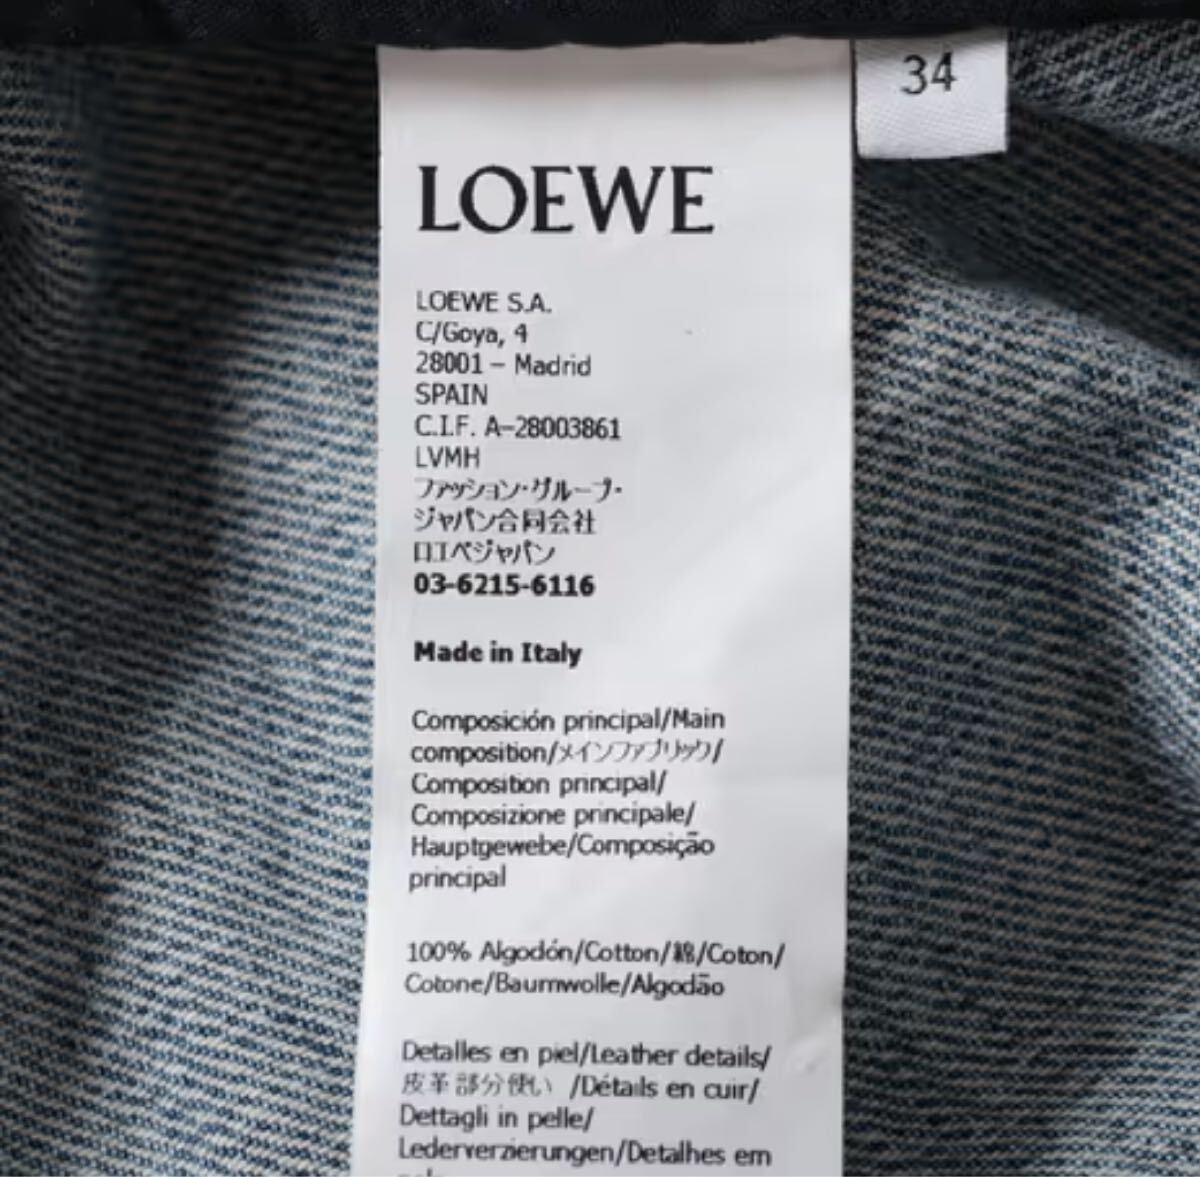 34
LOEWE
LOEWE S.A.
C/Goya, 4
28001 – Madrid
SPAIN
C.I.F. A-28003861
LVMH
ファッション・グループ・
ジャパン合同会社
ロエベジャパン
03-6215-6116
Made in Italy
Composición principal/Main
composition/メインファブリック/
Composition principal/
Composizione principale/
Hauptgewebe/Composição
principal
100% Algodón/Cotton/綿/Coton/
Cotone/Baumwolle/Algodão
Detalles en piel/Leather details/
皮革部分使い /Détails en cuir/
Dettagli in pelle/
Lederverzierungen/Detalhes em